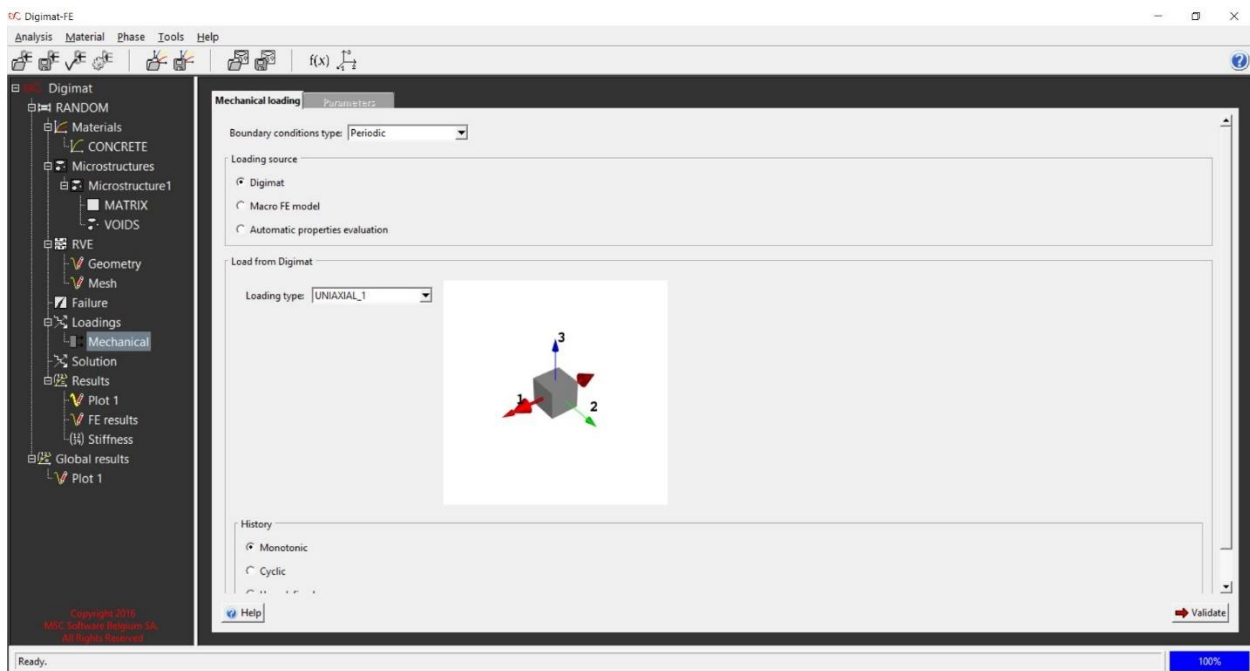 Digimat-FE
Analysis Material Phase Tools Help
f(x)
Digimat
RANDOM
Materials
CONCRETE
Microstructures
Microstructure1
MATRIX
VOIDS
RVE
Geometry
Mesh
Failure
Loadings
Mechanical
Solution
Results
Plot 1
FE results
Stiffness
Global results
Plot 1
Copyright 2016
MSC Software Belgium SA,
All Rights Reserved
Mechanical loading Parameters
Boundary conditions type: Periodic
Loading source
Digimat
Macro FE model
Automatic properties evaluation
Load from Digimat
Loading type: UNIAXIAL_1
3
1
2
History
Monotonic
Cyclic
Help
Validate
Ready.
100%